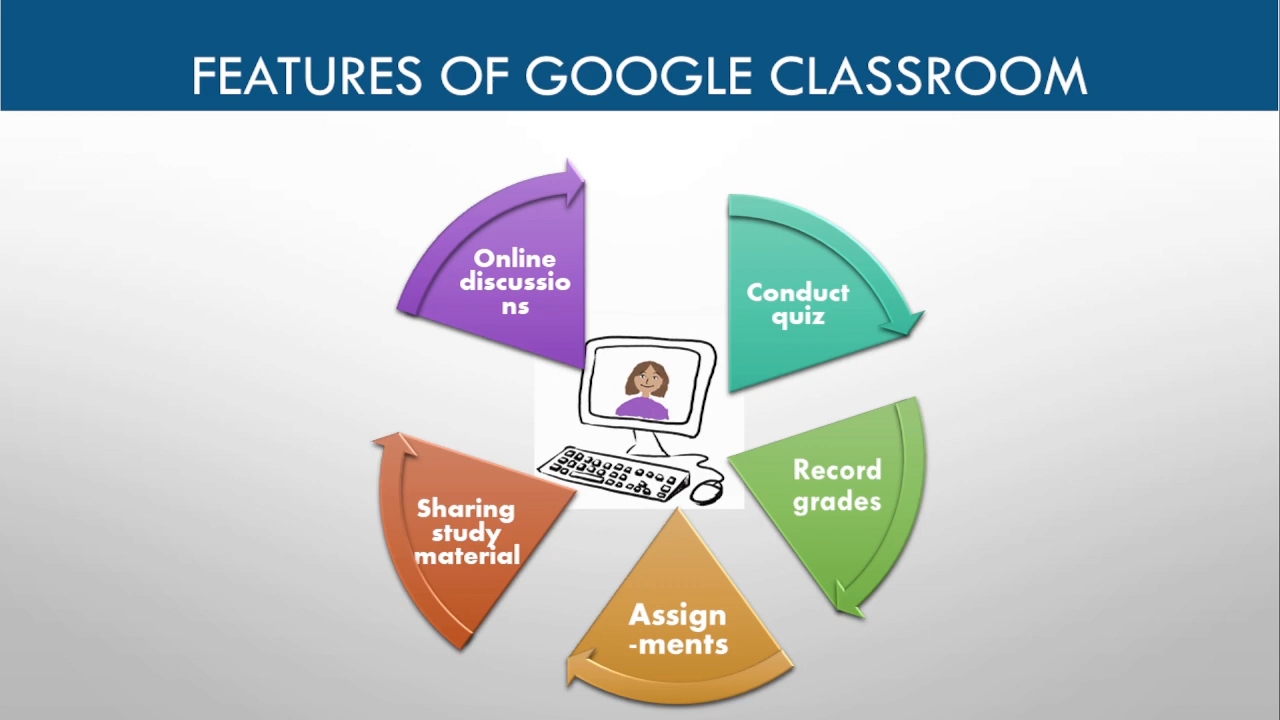 FEATURES OF GOOGLE CLASSROOM
Online
discussio
ns
Conduct
quiz
Record
grades
Sharing
study
material
Assign
-ments